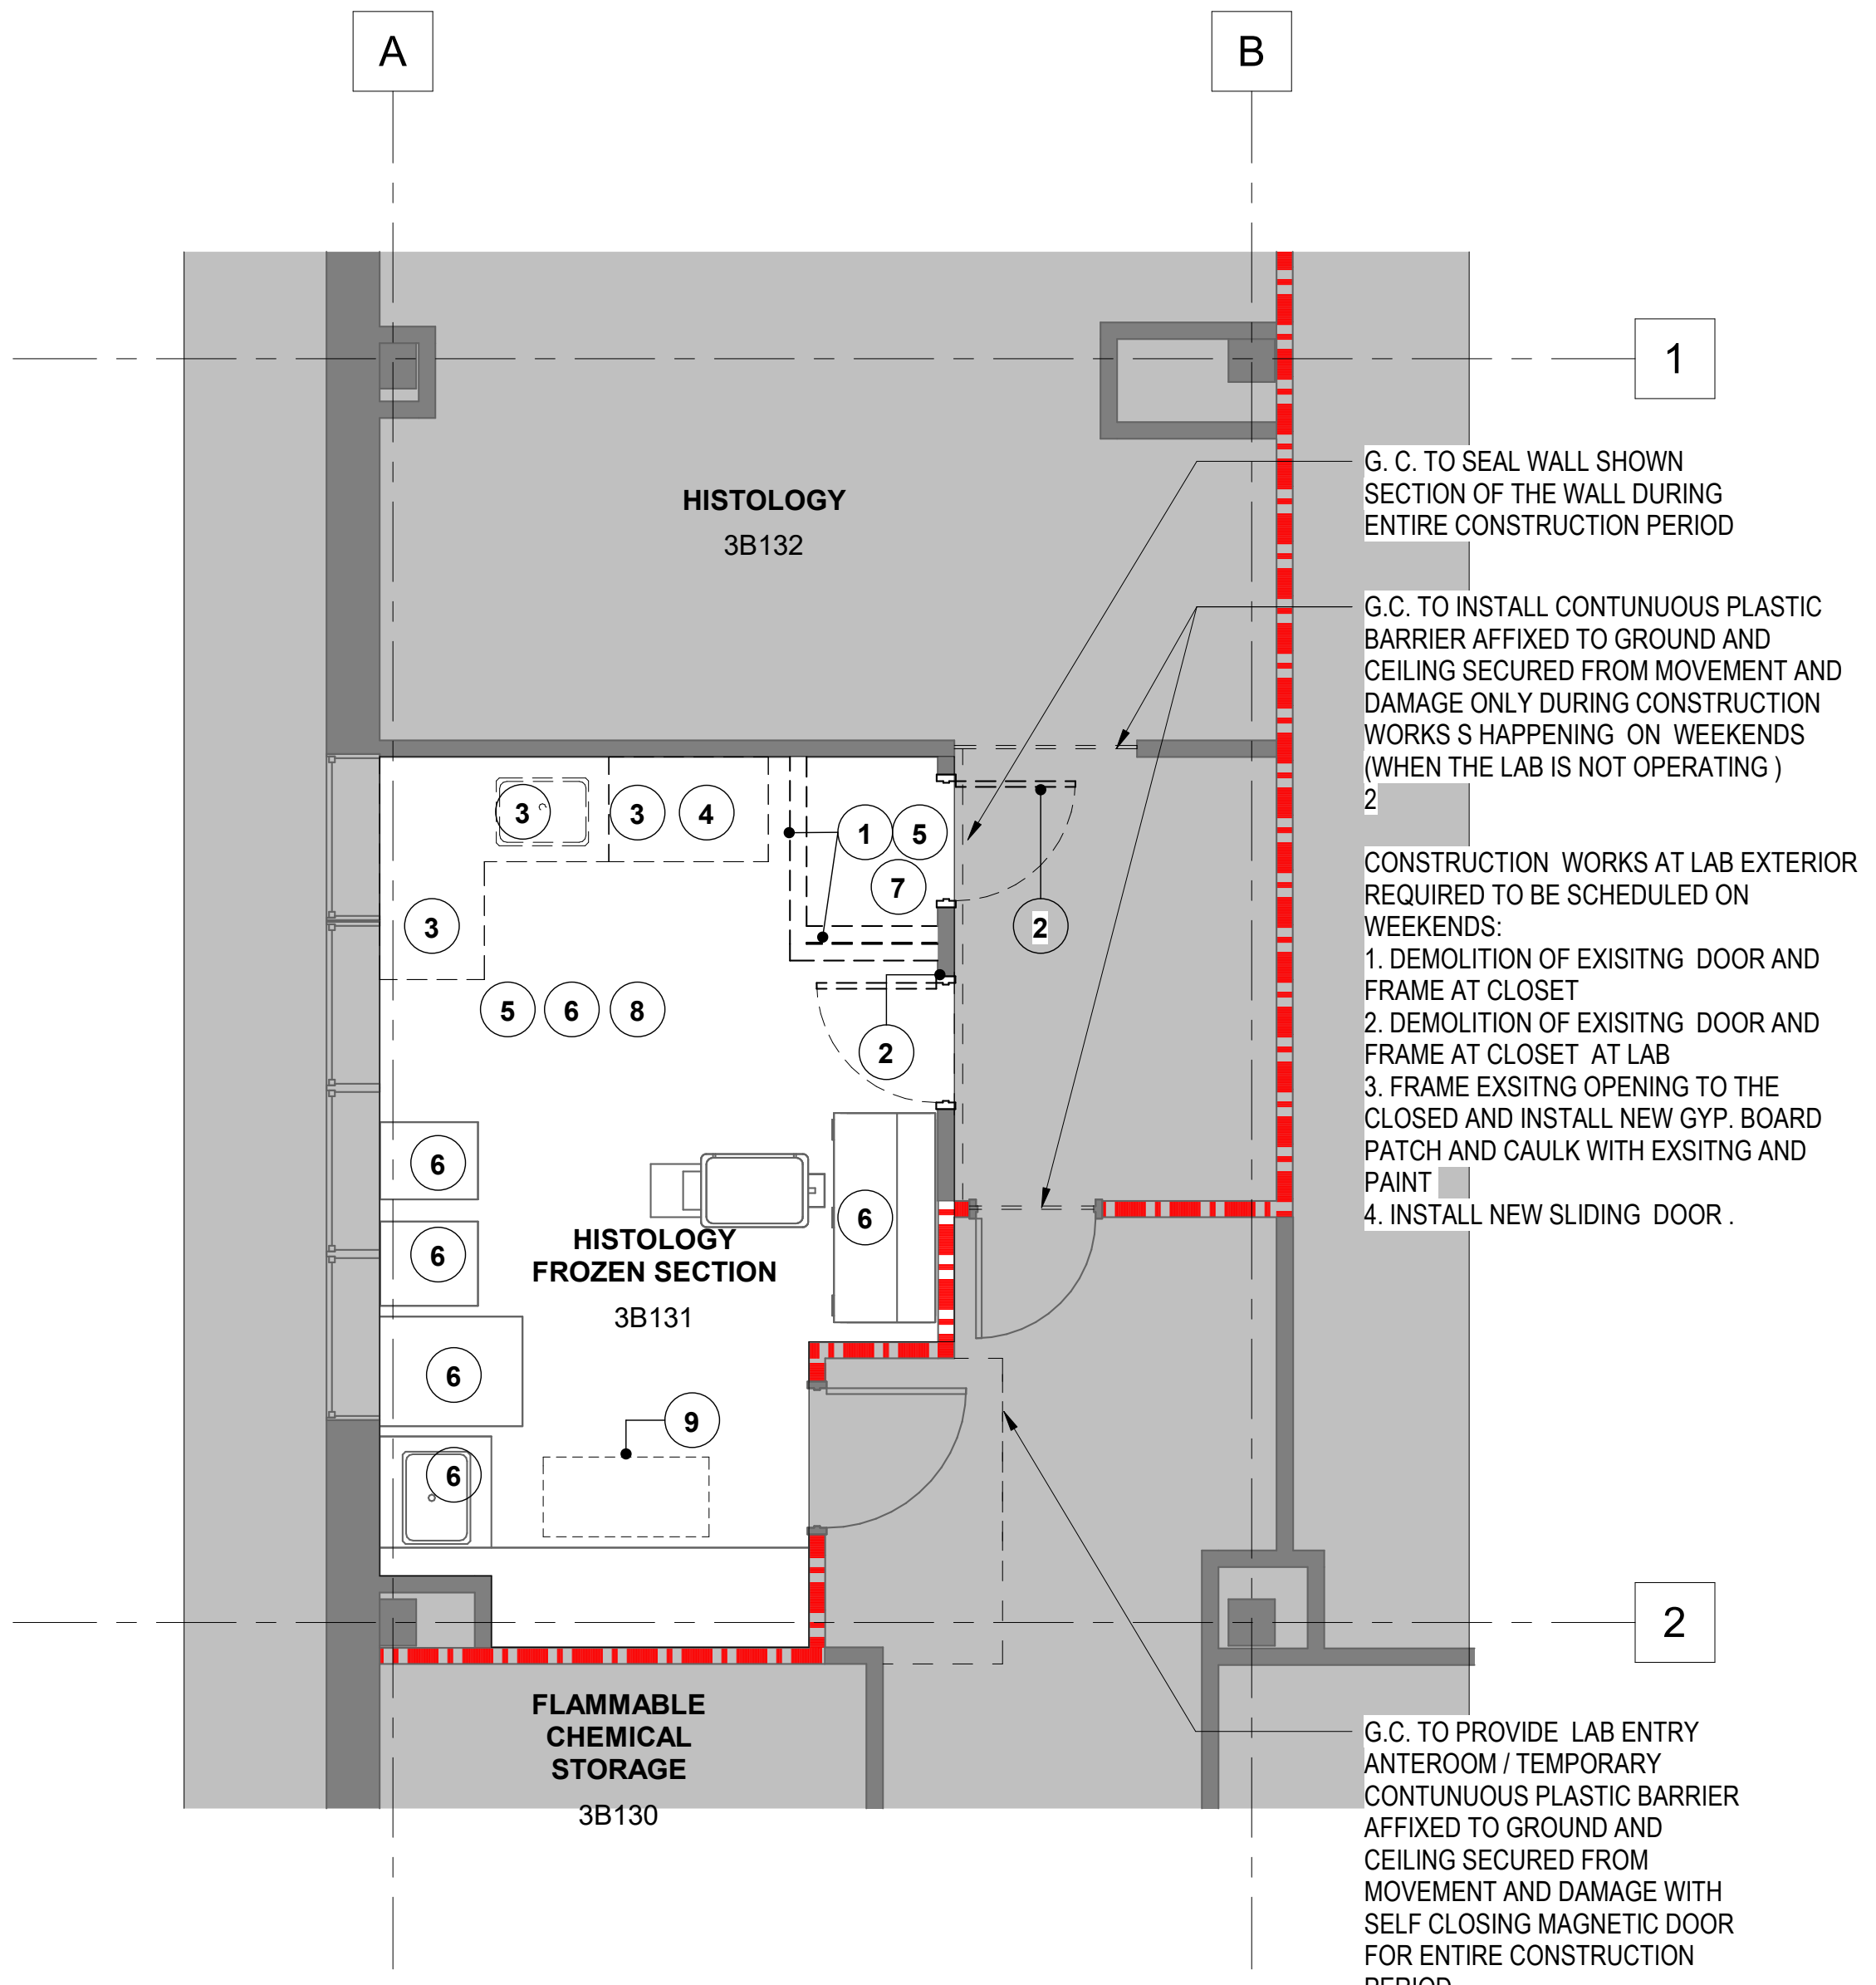 A
B
1
G. C. TO SEAL WALL SHOWN
SECTION OF THE WALL DURING
ENTIRE CONSTRUCTION PERIOD
HISTOLOGY
3B132
G.C. TO INSTALL CONTUNUOUS PLASTIC
BARRIER AFFIXED TO GROUND AND
CEILING SECURED FROM MOVEMENT AND
DAMAGE ONLY DURING CONSTRUCTION
WORKS S HAPPENING ON WEEKENDS
(WHEN THE LAB IS NOT OPERATING )
2
3
3
4
1
5
7
3
2
CONSTRUCTION WORKS AT LAB EXTERIOR
REQUIRED TO BE SCHEDULED ON
WEEKENDS:
1. DEMOLITION OF EXISITNG DOOR AND
FRAME AT CLOSET
2. DEMOLITION OF EXISITNG DOOR AND
FRAME AT CLOSET AT LAB
3. FRAME EXSITNG OPENING TO THE
CLOSED AND INSTALL NEW GYP. BOARD
PATCH AND CAULK WITH EXSITNG AND
PAINT
4. INSTALL NEW SLIDING DOOR .
5
6
8
2
6
6
6
HISTOLOGY
FROZEN SECTION
3B131
6
9
6
2
FLAMMABLE
CHEMICAL
STORAGE
3B130
G.C. TO PROVIDE LAB ENTRY
ANTEROOM / TEMPORARY
CONTUNUOUS PLASTIC BARRIER
AFFIXED TO GROUND AND
CEILING SECURED FROM
MOVEMENT AND DAMAGE WITH
SELF CLOSING MAGNETIC DOOR
FOR ENTIRE CONSTRUCTION
PERIOD